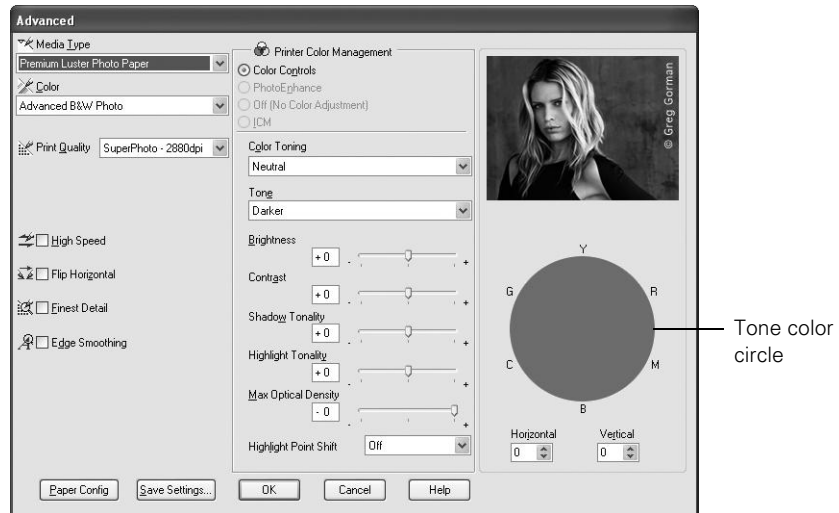 Advanced
Media Type
Premium Luster Photo Paper
Color
Advanced B&W Photo
Print Quality SuperPhoto - 2880dpi
High Speed
Flip Horizontal
Finest Detail
Edge Smoothing
Paper Config Save Settings...
Printer Color Management
Color Controls
PhotoEnhance
Off (No Color Adjustment)
ICM
Color Toning
Neutral
Tone
Darker
Brightness
+ 0 - +
Contrast
+ 0 - +
Shadow Tonality
+ 0 - +
Highlight Tonality
+ 0 - +
Max Optical Density
- 0 - +
Highlight Point Shift Off
OK Cancel Help
© Greg Gorman
Y
G R
C M
B
Horizontal Vertical
0 0
Tone color
circle